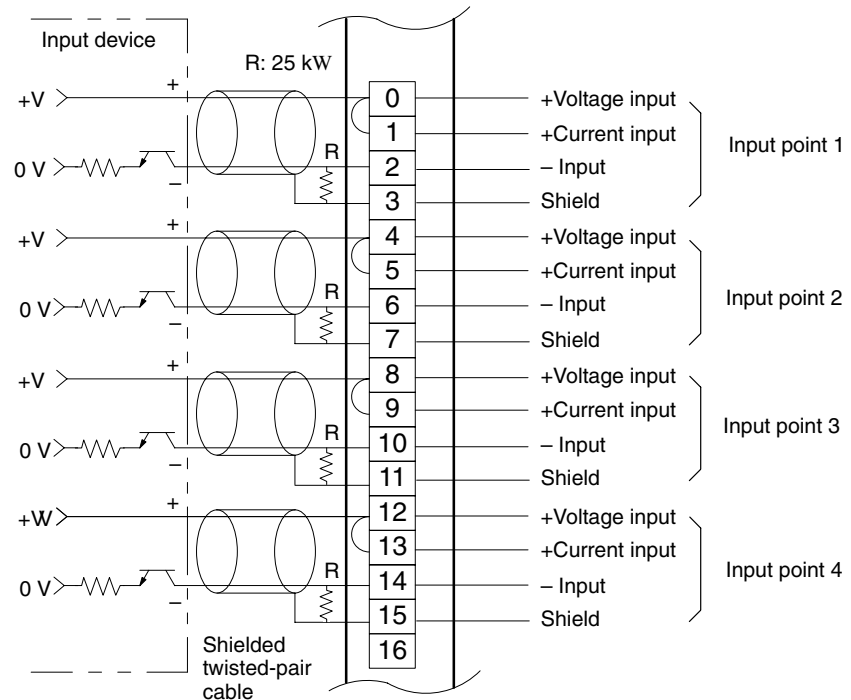 Input device
R: 25 kW
+V
+
0 +Voltage input
1 +Current input
Input point 1
0 V
R
2 – Input
–
3 Shield
+V
+
4 +Voltage input
5 +Current input
Input point 2
0 V
R
6 – Input
–
7 Shield
+V
+
8 +Voltage input
9 +Current input
Input point 3
0 V
R
10 – Input
–
11 Shield
+W
+
12 +Voltage input
13 +Current input
Input point 4
0 V
R
14 – Input
–
15 Shield
16
Shielded
twisted-pair
cable